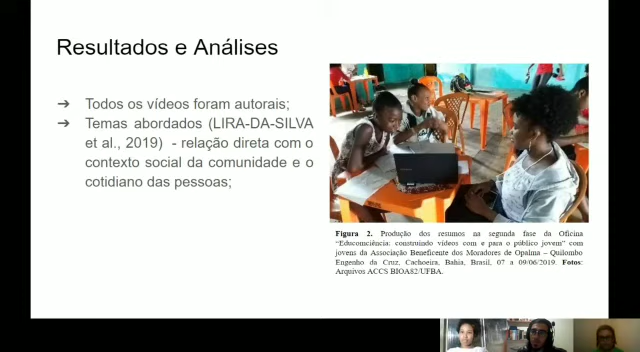 Resultados e Análises
➔ Todos os vídeos foram autorais;
➔ Temas abordados (LIRA-DA-SILVA
et al., 2019) - relação direta com o
contexto social da comunidade e o
cotidiano das pessoas;
Figura 2. Produção dos resumos na segunda fase da Oficina
"Educomciência: construindo vídeos com e para o público jovem" com
jovens da Associação Beneficente dos Moradores de Opalma – Quilombo
Engenho da Cruz, Cachoeira, Bahia, Brasil, 07 a 09/06/2019. Fotos:
Arquivos ACCS BIOA82/UFBA.